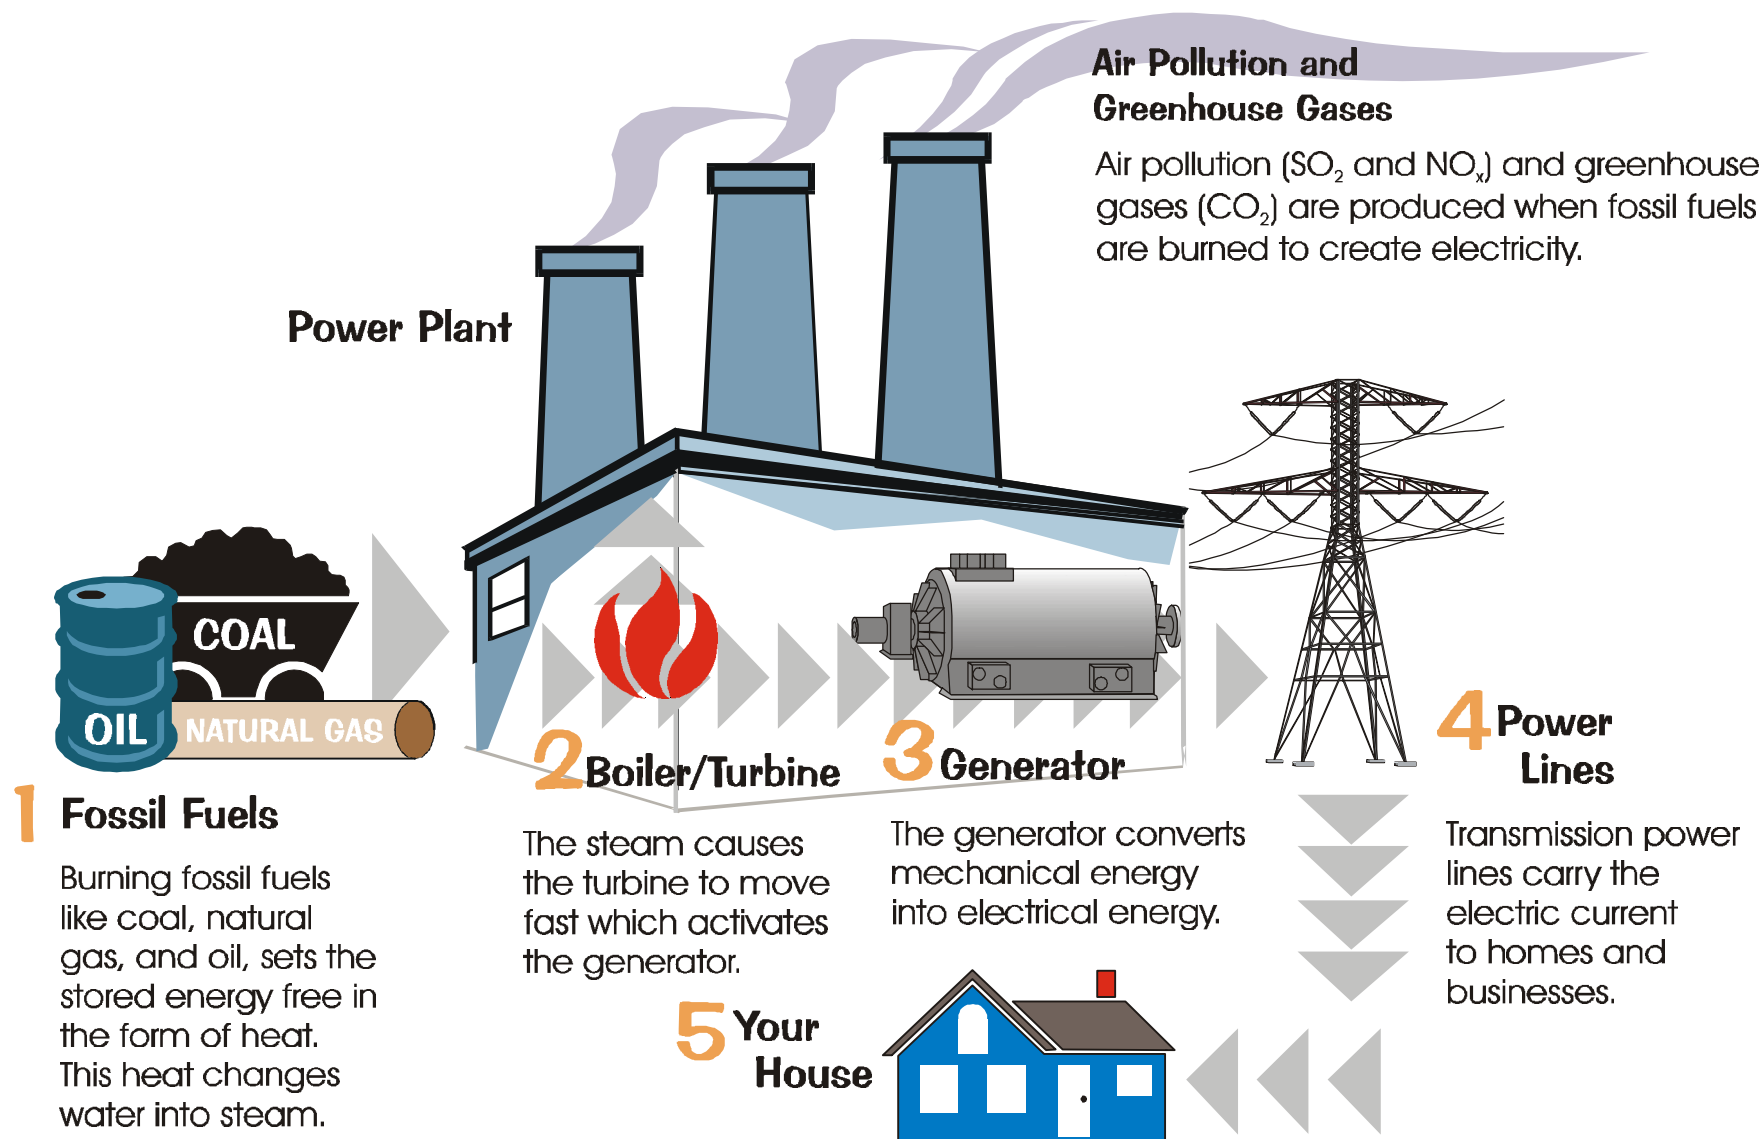 Air Pollution and
Greenhouse Gases
Air pollution (SO₂ and NOₓ) and greenhouse
gases (CO₂) are produced when fossil fuels
are burned to create electricity.
Power Plant
COAL
OIL
NATURAL GAS
1 Fossil Fuels
Burning fossil fuels
like coal, natural
gas, and oil, sets the
stored energy free in
the form of heat.
This heat changes
water into steam.
2 Boiler/Turbine
The steam causes
the turbine to move
fast which activates
the generator.
3 Generator
The generator converts
mechanical energy
into electrical energy.
4 Power
Lines
Transmission power
lines carry the
electric current
to homes and
businesses.
5 Your
House